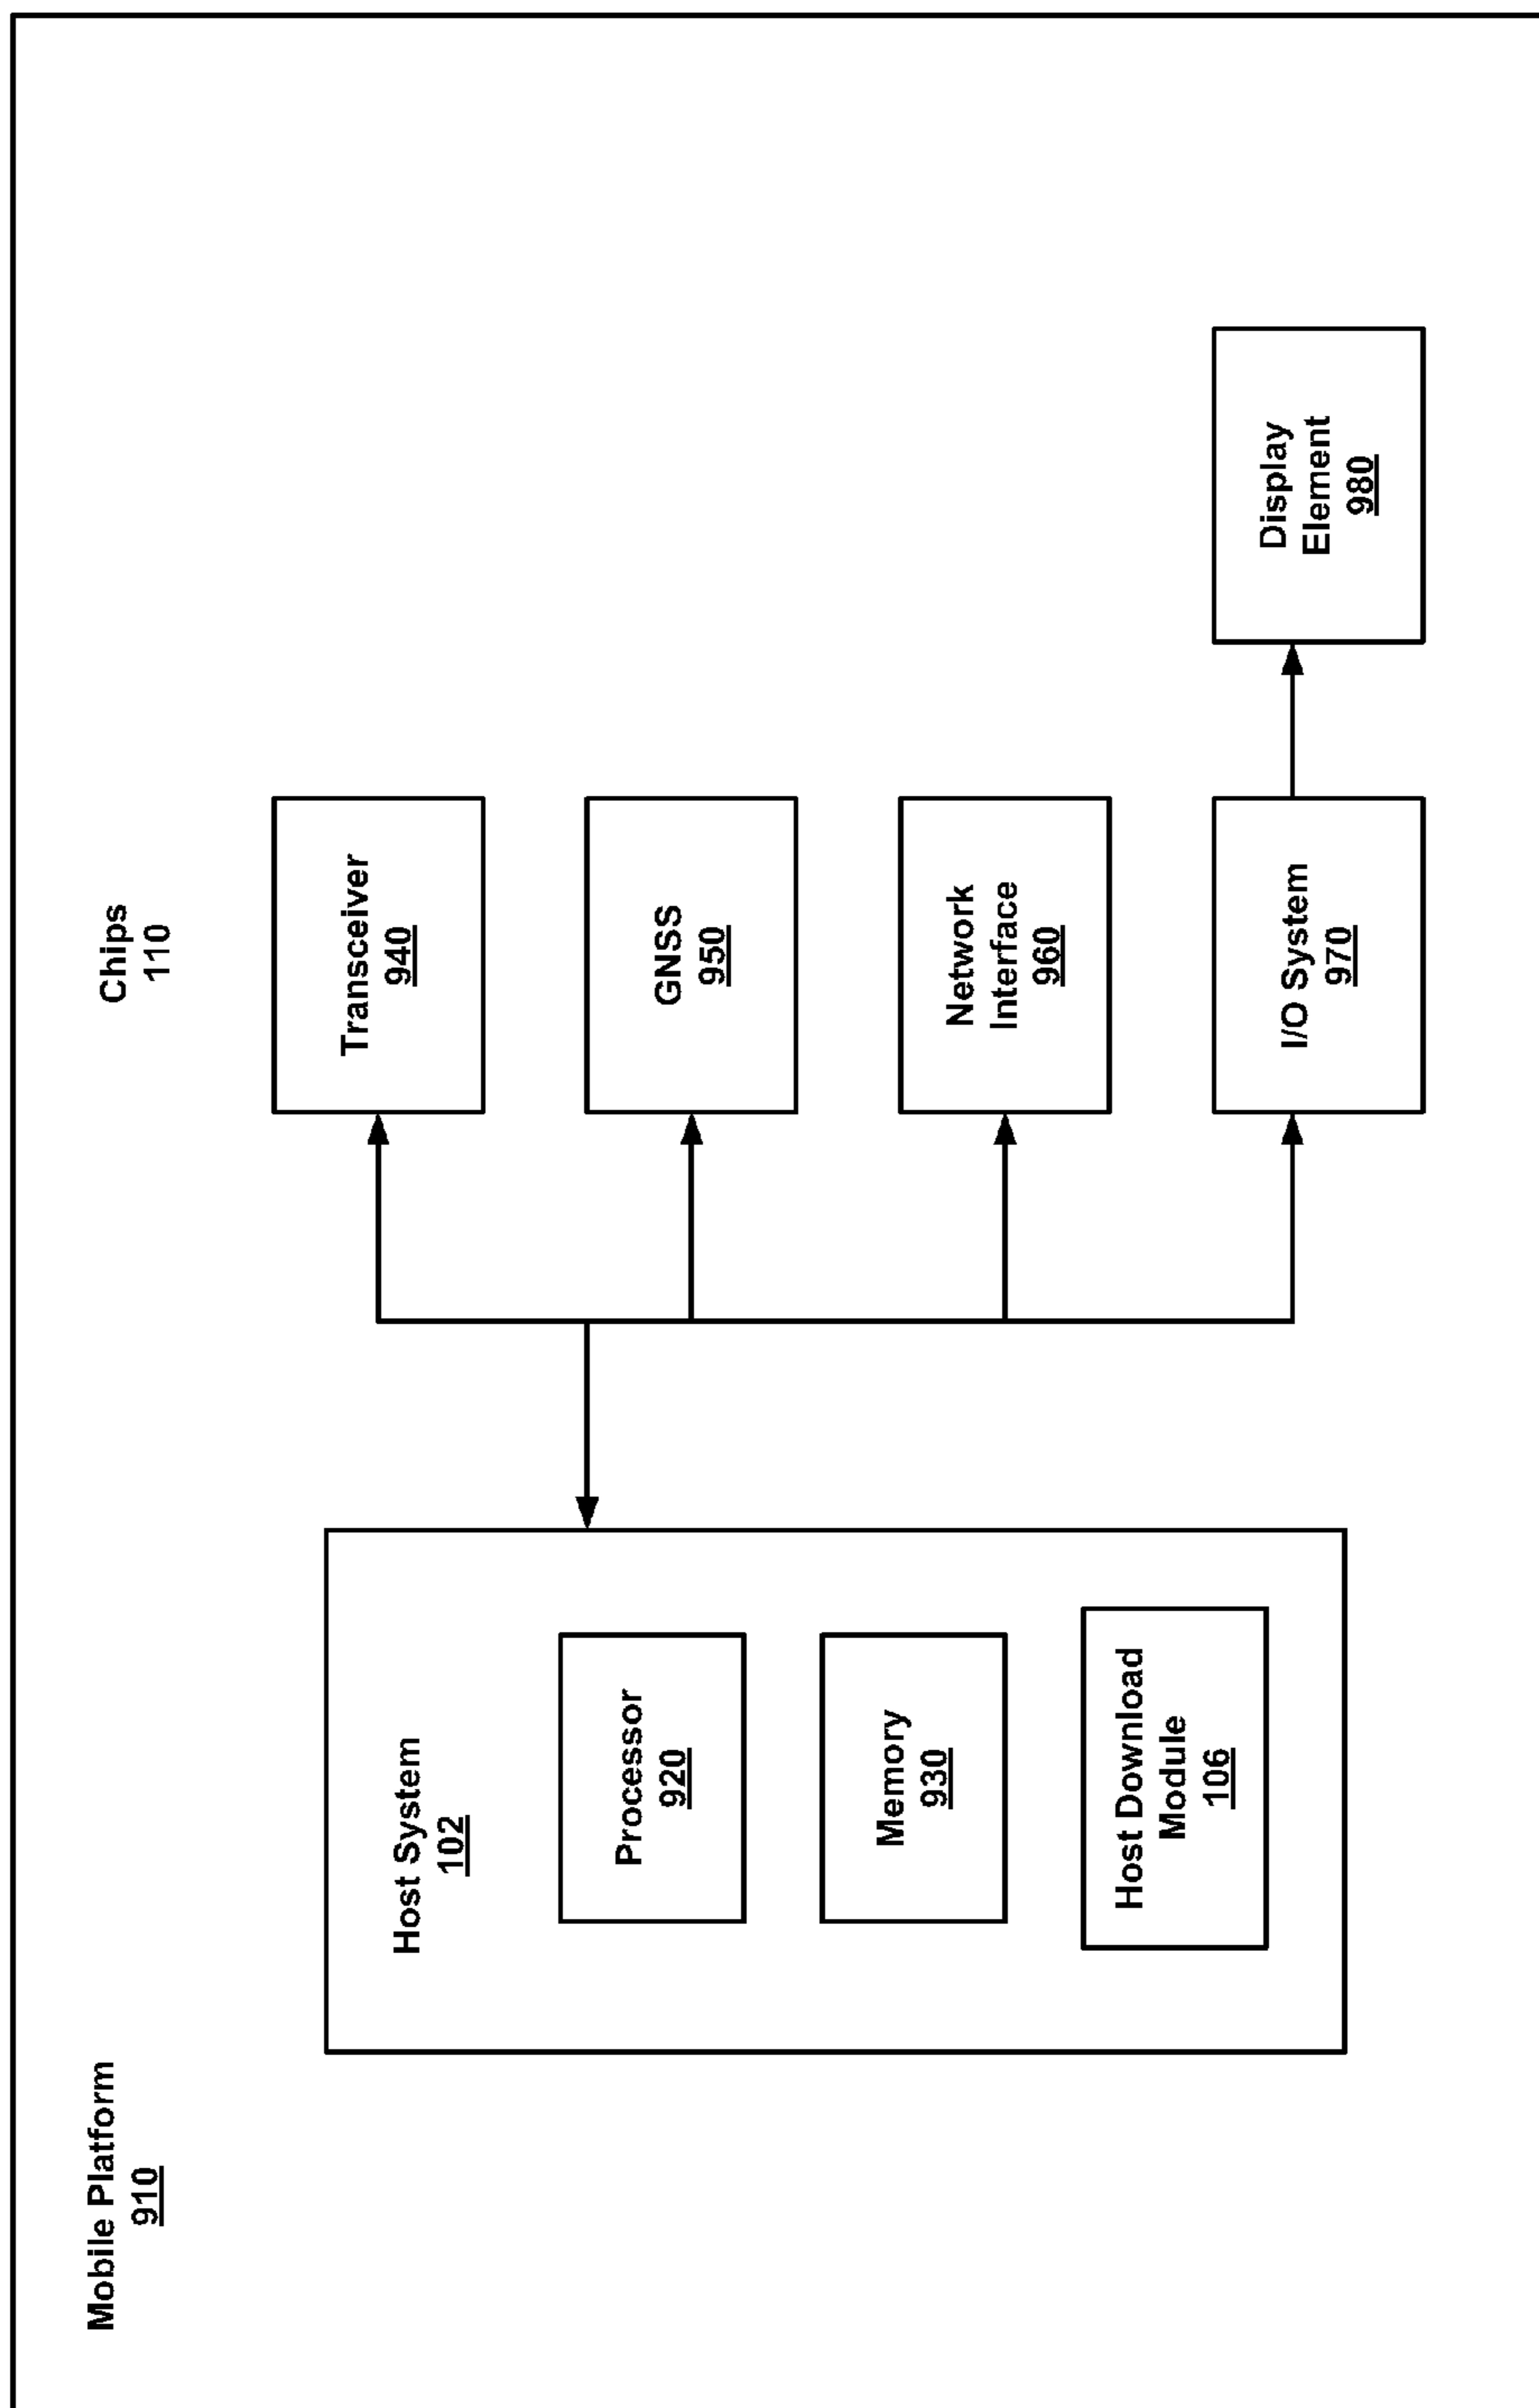 Mobile Platform
910
Chips
110
Host System
102
Processor
920
Memory
930
Host Download
Module
106
Transceiver
940
GNSS
950
Network
Interface
960
I/O System
970
Display
Element
980